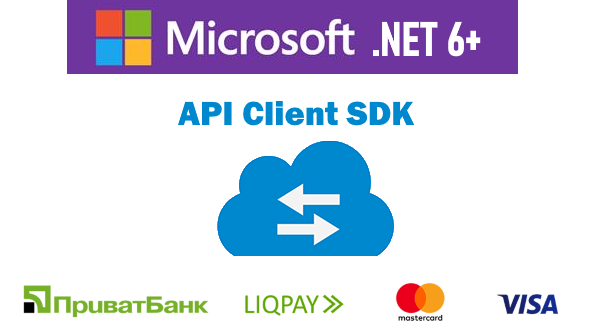 Microsoft .NET 6+
API Client SDK
ПриватБанк LIQPAY mastercard VISA